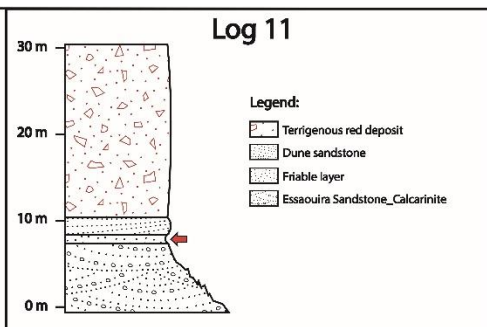 Log 11
30 m
20 m
10 m
0 m
Legend:
Terrigenous red deposit
Dune sandstone
Friable layer
Essaouira Sandstone_Calcarinite